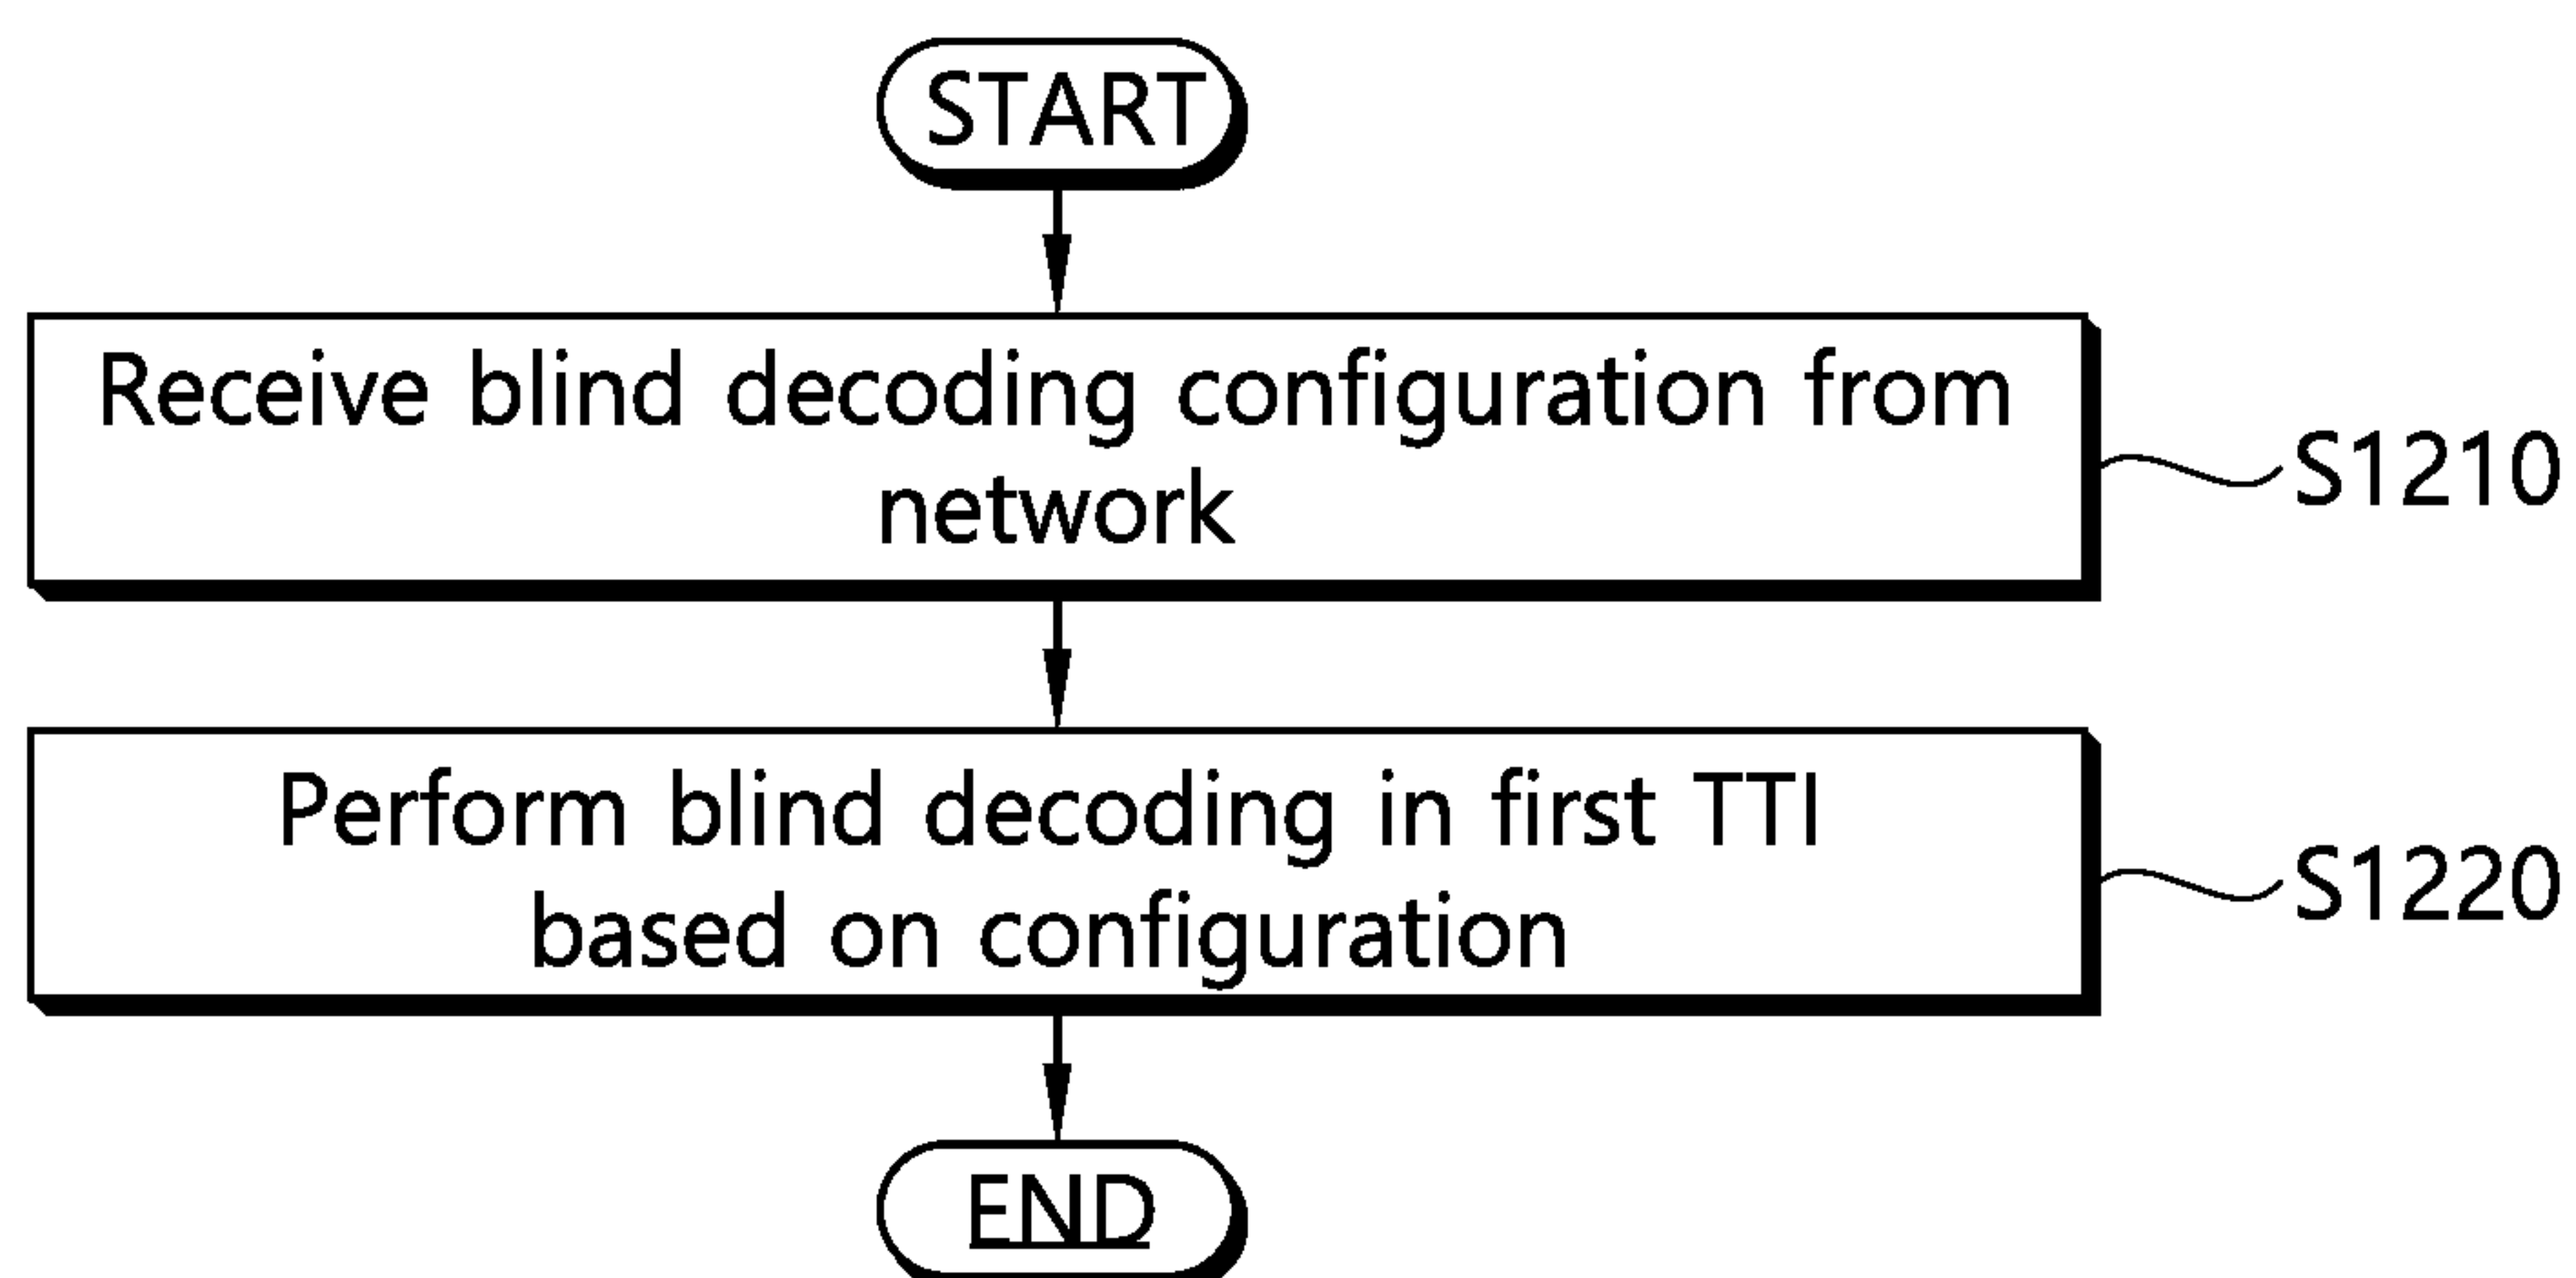 START
Receive blind decoding configuration from
network
S1210
Perform blind decoding in first TTI
based on configuration
S1220
END